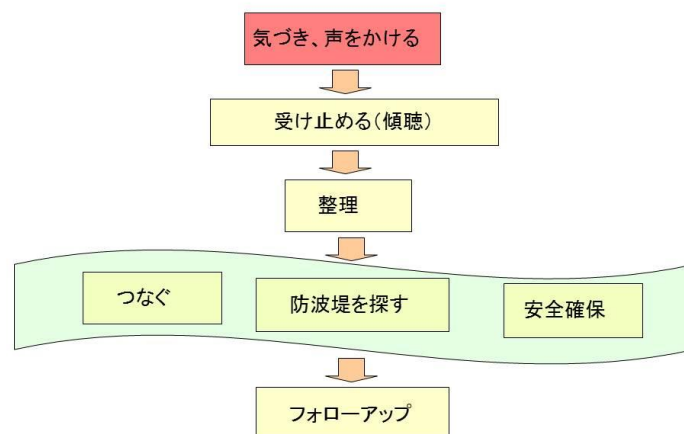 気づき、声をかける
受け止める(傾聴)
整理
つなぐ
防波堤を探す
安全確保
フォローアップ